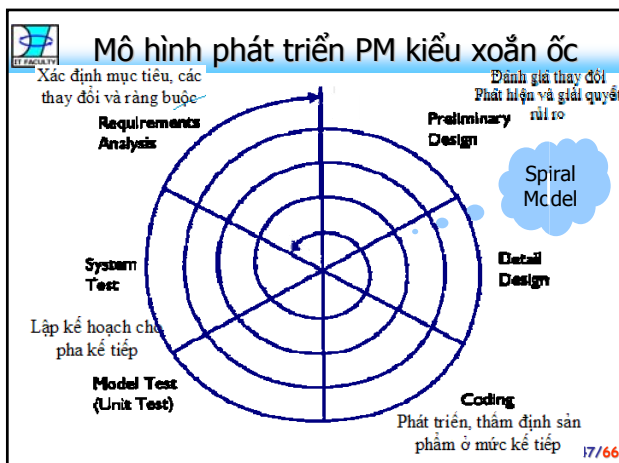 IT FACULTY
Mô hình phát triển PM kiểu xoắn ốc
Xác định mục tiêu, các
thay đổi và ràng buộc
Đánh giá thay đổi
Phát hiện và giải quyết
rủi ro
Requirements
Analysis
Preliminary
Design
Spiral
Model
System
Test
Detail
Design
Lập kế hoạch cho
pha kế tiếp
Model Test
(Unit Test)
Coding
Phát triển, thẩm định sản
phẩm ở mức kế tiếp
37/66